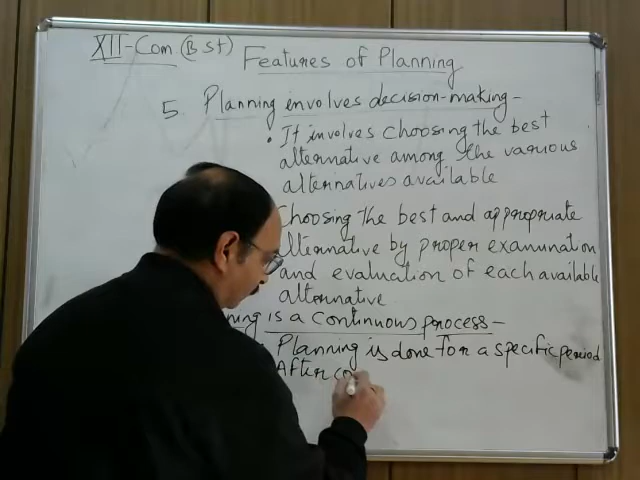 XII-Com (B St)
Features of Planning
5. Planning involves decision-making-
• It involves choosing the best
alternative among the various
alternatives available
Choosing the best and appropriate
alternative by proper examination
and evaluation of each available
alternative
is a continuous process-
Planning is done for a specific period
After